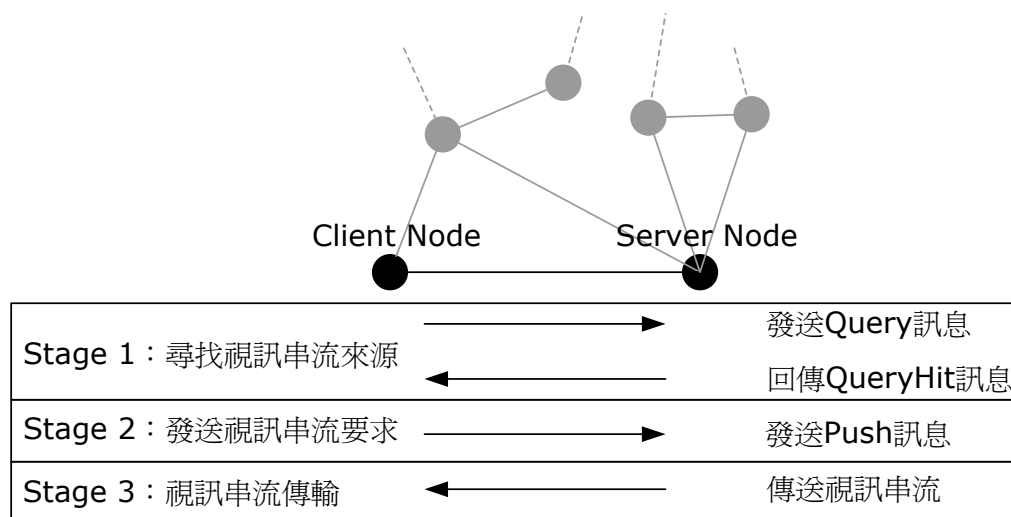 Client Node
Server Node
Stage 1：尋找視訊串流來源
發送Query訊息
回傳QueryHit訊息
Stage 2：發送視訊串流要求
發送Push訊息
Stage 3：視訊串流傳輸
傳送視訊串流